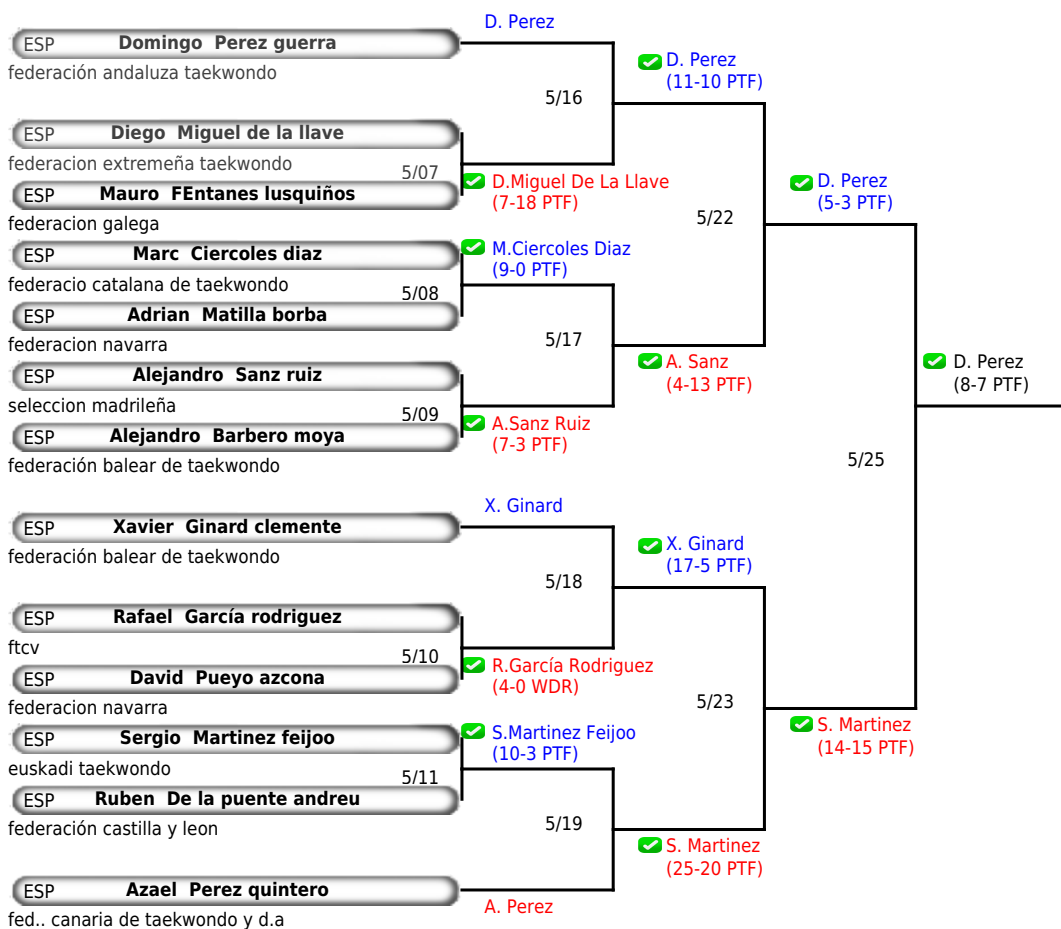 D. Perez
ESP Domingo Perez guerra
federación andaluza taekwondo
D. Perez
(11-10 PTF)
5/16
ESP Diego Miguel de la llave
federacion extremeña taekwondo
5/07
ESP Mauro FEntanes lusquiños
federacion galega
D.Miguel De La Llave
(7-18 PTF)
D. Perez
(5-3 PTF)
5/22
ESP Marc Ciercoles diaz
federacio catalana de taekwondo
M.Ciercoles Diaz
(9-0 PTF)
5/08
ESP Adrian Matilla borba
federacion navarra
5/17
A. Sanz
(4-13 PTF)
D. Perez
(8-7 PTF)
ESP Alejandro Sanz ruiz
seleccion madrileña
5/09
ESP Alejandro Barbero moya
federación balear de taekwondo
A.Sanz Ruiz
(7-3 PTF)
5/25
X. Ginard
ESP Xavier Ginard clemente
federación balear de taekwondo
X. Ginard
(17-5 PTF)
5/18
ESP Rafael García rodriguez
ftcv
5/10
ESP David Pueyo azcona
federacion navarra
R.García Rodriguez
(4-0 WDR)
5/23
S. Martinez
(14-15 PTF)
ESP Sergio Martinez feijoo
euskadi taekwondo
S.Martinez Feijoo
(10-3 PTF)
5/11
ESP Ruben De la puente andreu
federación castilla y leon
5/19
S. Martinez
(25-20 PTF)
ESP Azael Perez quintero
fed.. canaria de taekwondo y d.a
A. Perez